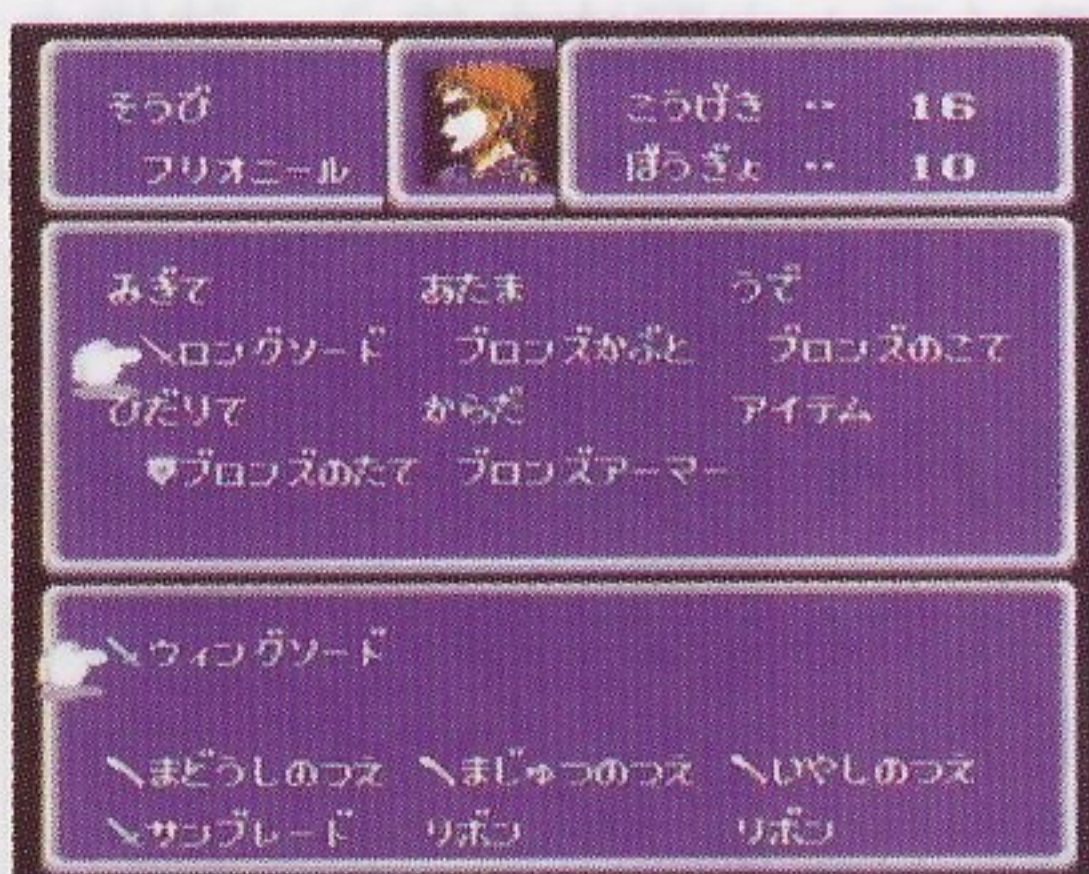 そうび
フリオニール
こうげき ‥ 16
ぼうぎょ ‥ 10
みぎて あたま うで
ロングソード ブロンズかぶと ブロンズのこて
ひだりて からだ アイテム
ブロンズのたて ブロンズアーマー
ウィングソード
まどうしのつえ まじゅつのつえ いやしのつえ
サンブレード リボン リボン